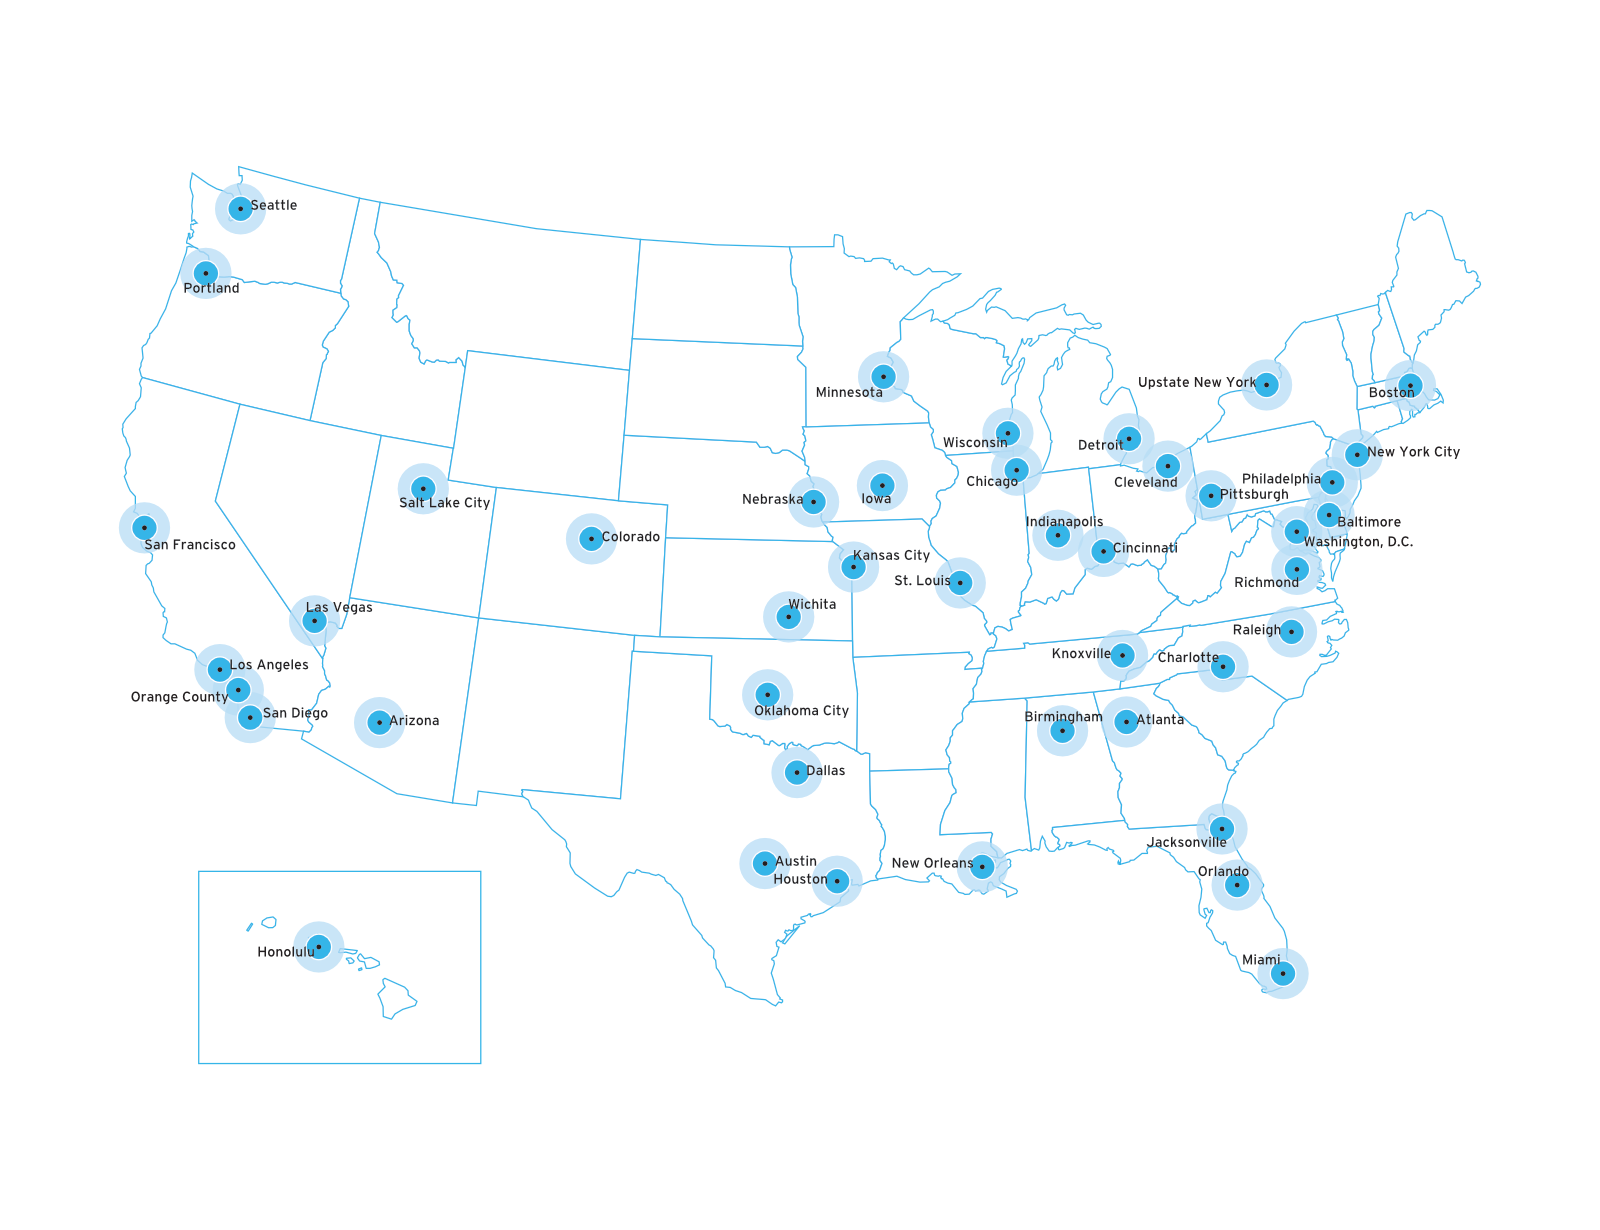 Seattle
Portland
Upstate New York
Minnesota
Boston
Wisconsin
Detroit
New York City
Chicago
Cleveland
Philadelphia
Pittsburgh
Salt Lake City
Nebraska
Iowa
Indianapolis
Baltimore
Washington, D.C.
San Francisco
Colorado
Kansas City
Cincinnati
St. Louis
Richmond
Las Vegas
Wichita
Raleigh
Knoxville
Charlotte
Los Angeles
Orange County
San Diego
Arizona
Oklahoma City
Birmingham
Atlanta
Dallas
Jacksonville
Austin
New Orleans
Houston
Orlando
Honolulu
Miami